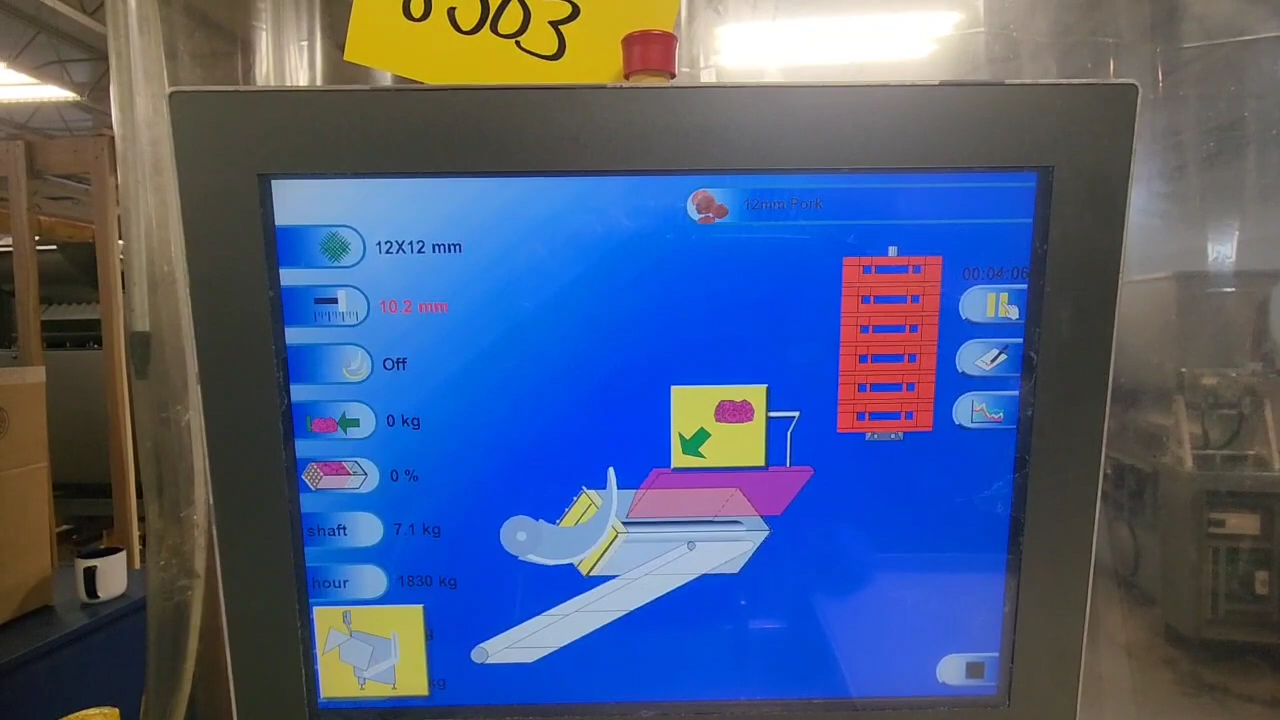 12mm Pork
12X12 mm
00:04:06
10.2 mm
Off
0 kg
0 %
shaft 7.1 kg
hour 1830 kg
kg